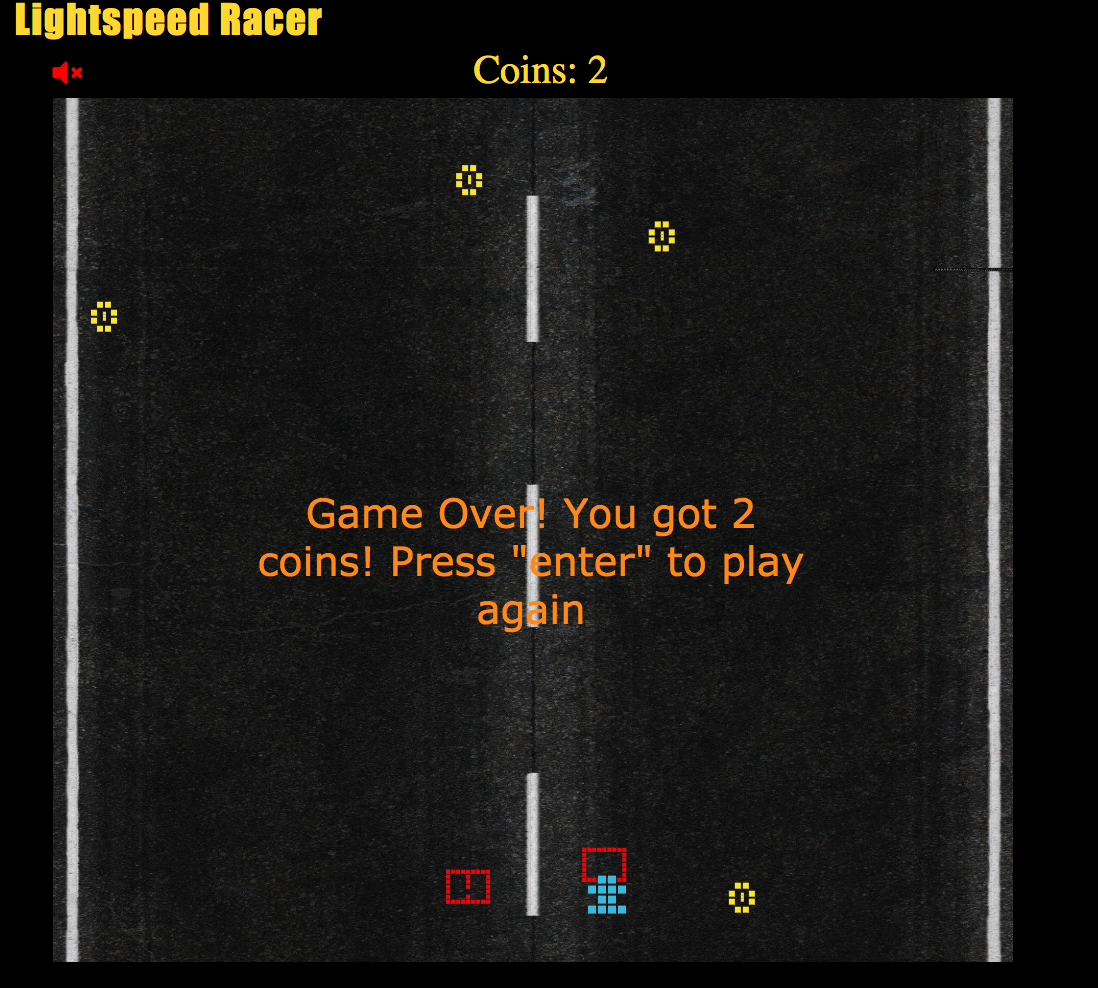 Lightspeed Racer
Coins: 2
Game Over! You got 2
coins! Press "enter" to play
again